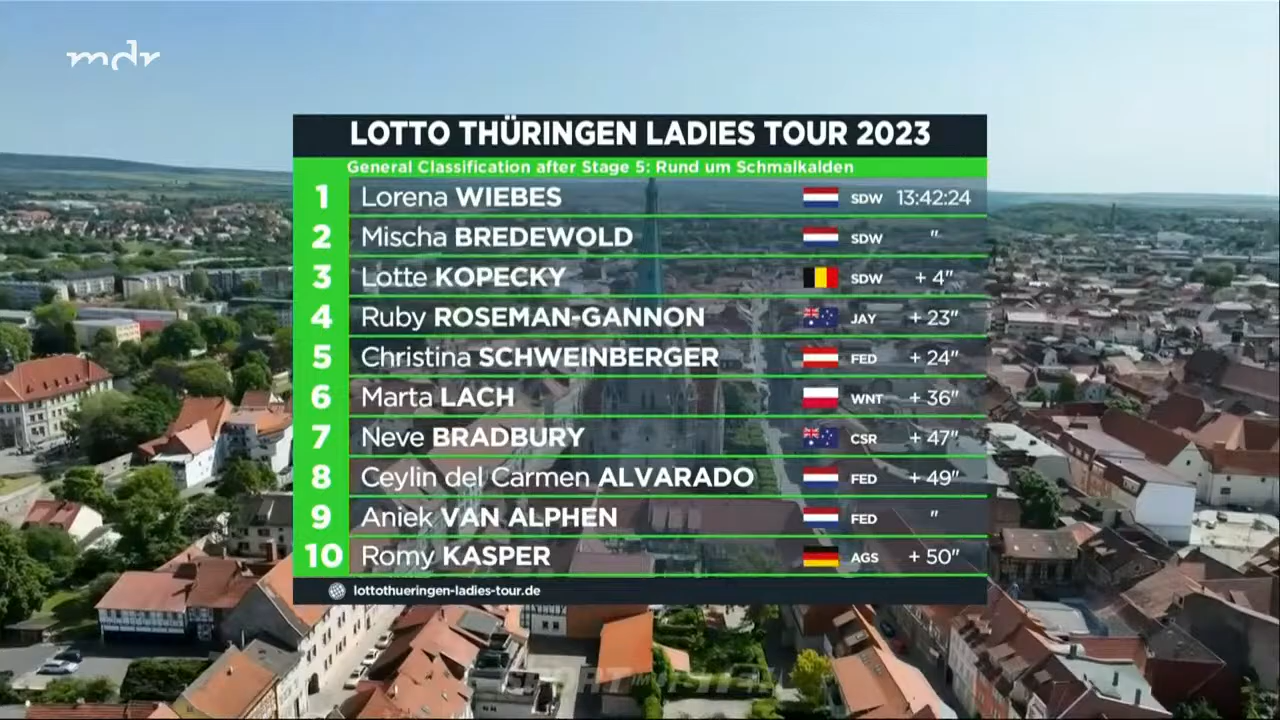 mdr
LOTTO THÜRINGEN LADIES TOUR 2023
General Classification after Stage 5: Rund um Schmalkalden
1 Lorena WIEBES SDW 13:42:24
2 Mischa BREDEWOLD SDW "
3 Lotte KOPECKY SDW + 4"
4 Ruby ROSEMAN-GANNON JAY + 23"
5 Christina SCHWEINBERGER FED + 24"
6 Marta LACH WNT + 36"
7 Neve BRADBURY CSR + 47"
8 Ceylin del Carmen ALVARADO FED + 49"
9 Aniek VAN ALPHEN FED "
10 Romy KASPER AGS + 50"
lottothueringen-ladies-tour.de